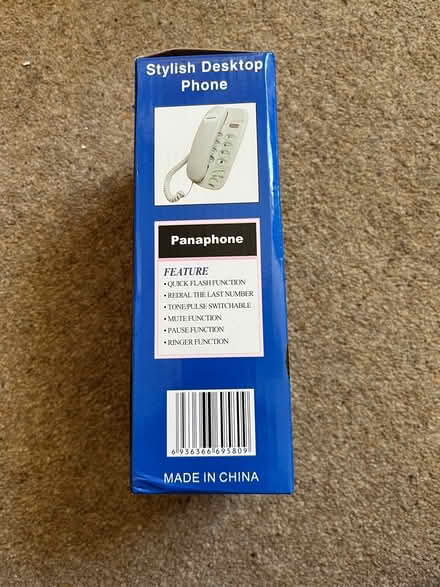 Stylish Desktop
Phone
Panaphone
FEATURE
• QUICK FLASH FUNCTION
• REDIAL THE LAST NUMBER
• TONE/PULSE SWITCHABLE
• MUTE FUNCTION
• PAUSE FUNCTION
• RINGER FUNCTION
6 936366 695809
MADE IN CHINA